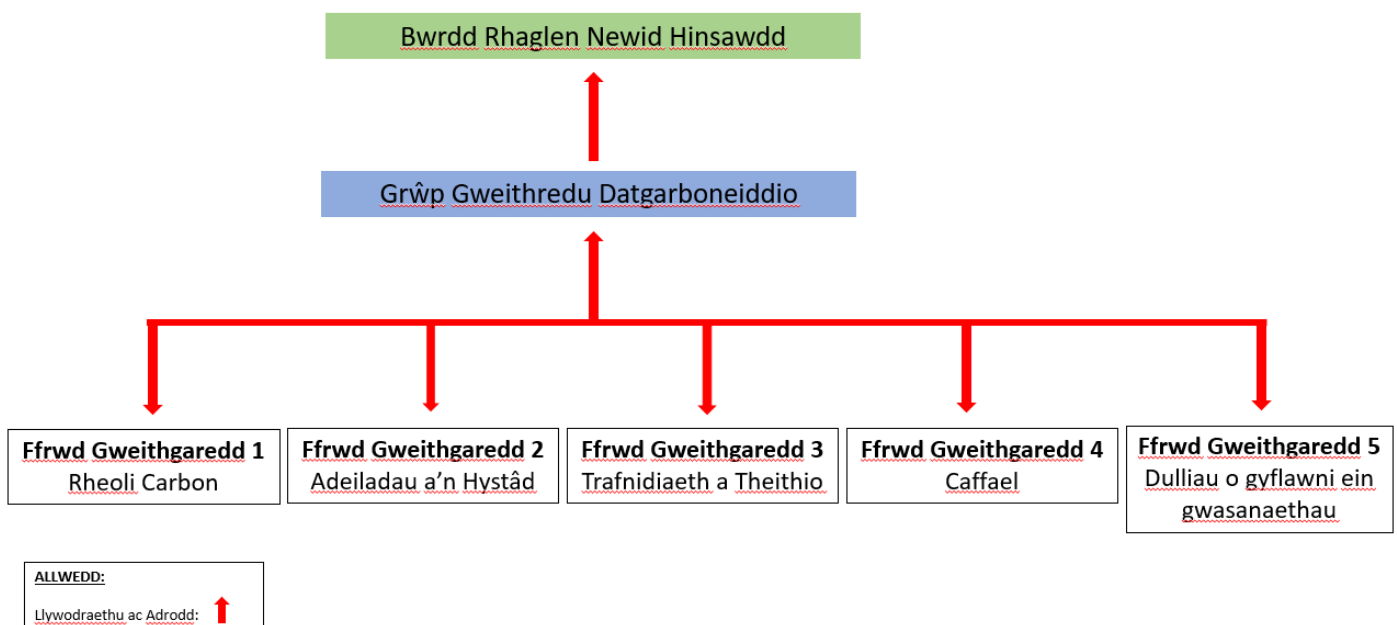 Bwrdd Rhaglen Newid Hinsawdd
Grŵp Gweithredu Datgarboneiddio
Ffrwd Gweithgaredd 1
Rheoli Carbon
Ffrwd Gweithgaredd 2
Adeiladau a’n Hystâd
Ffrwd Gweithgaredd 3
Trafnidiaeth a Theithio
Ffrwd Gweithgaredd 4
Caffael
Ffrwd Gweithgaredd 5
Dulliau o gyflawni ein
gwasanaethau
ALLWEDD:
Llywodraethu ac Adrodd: